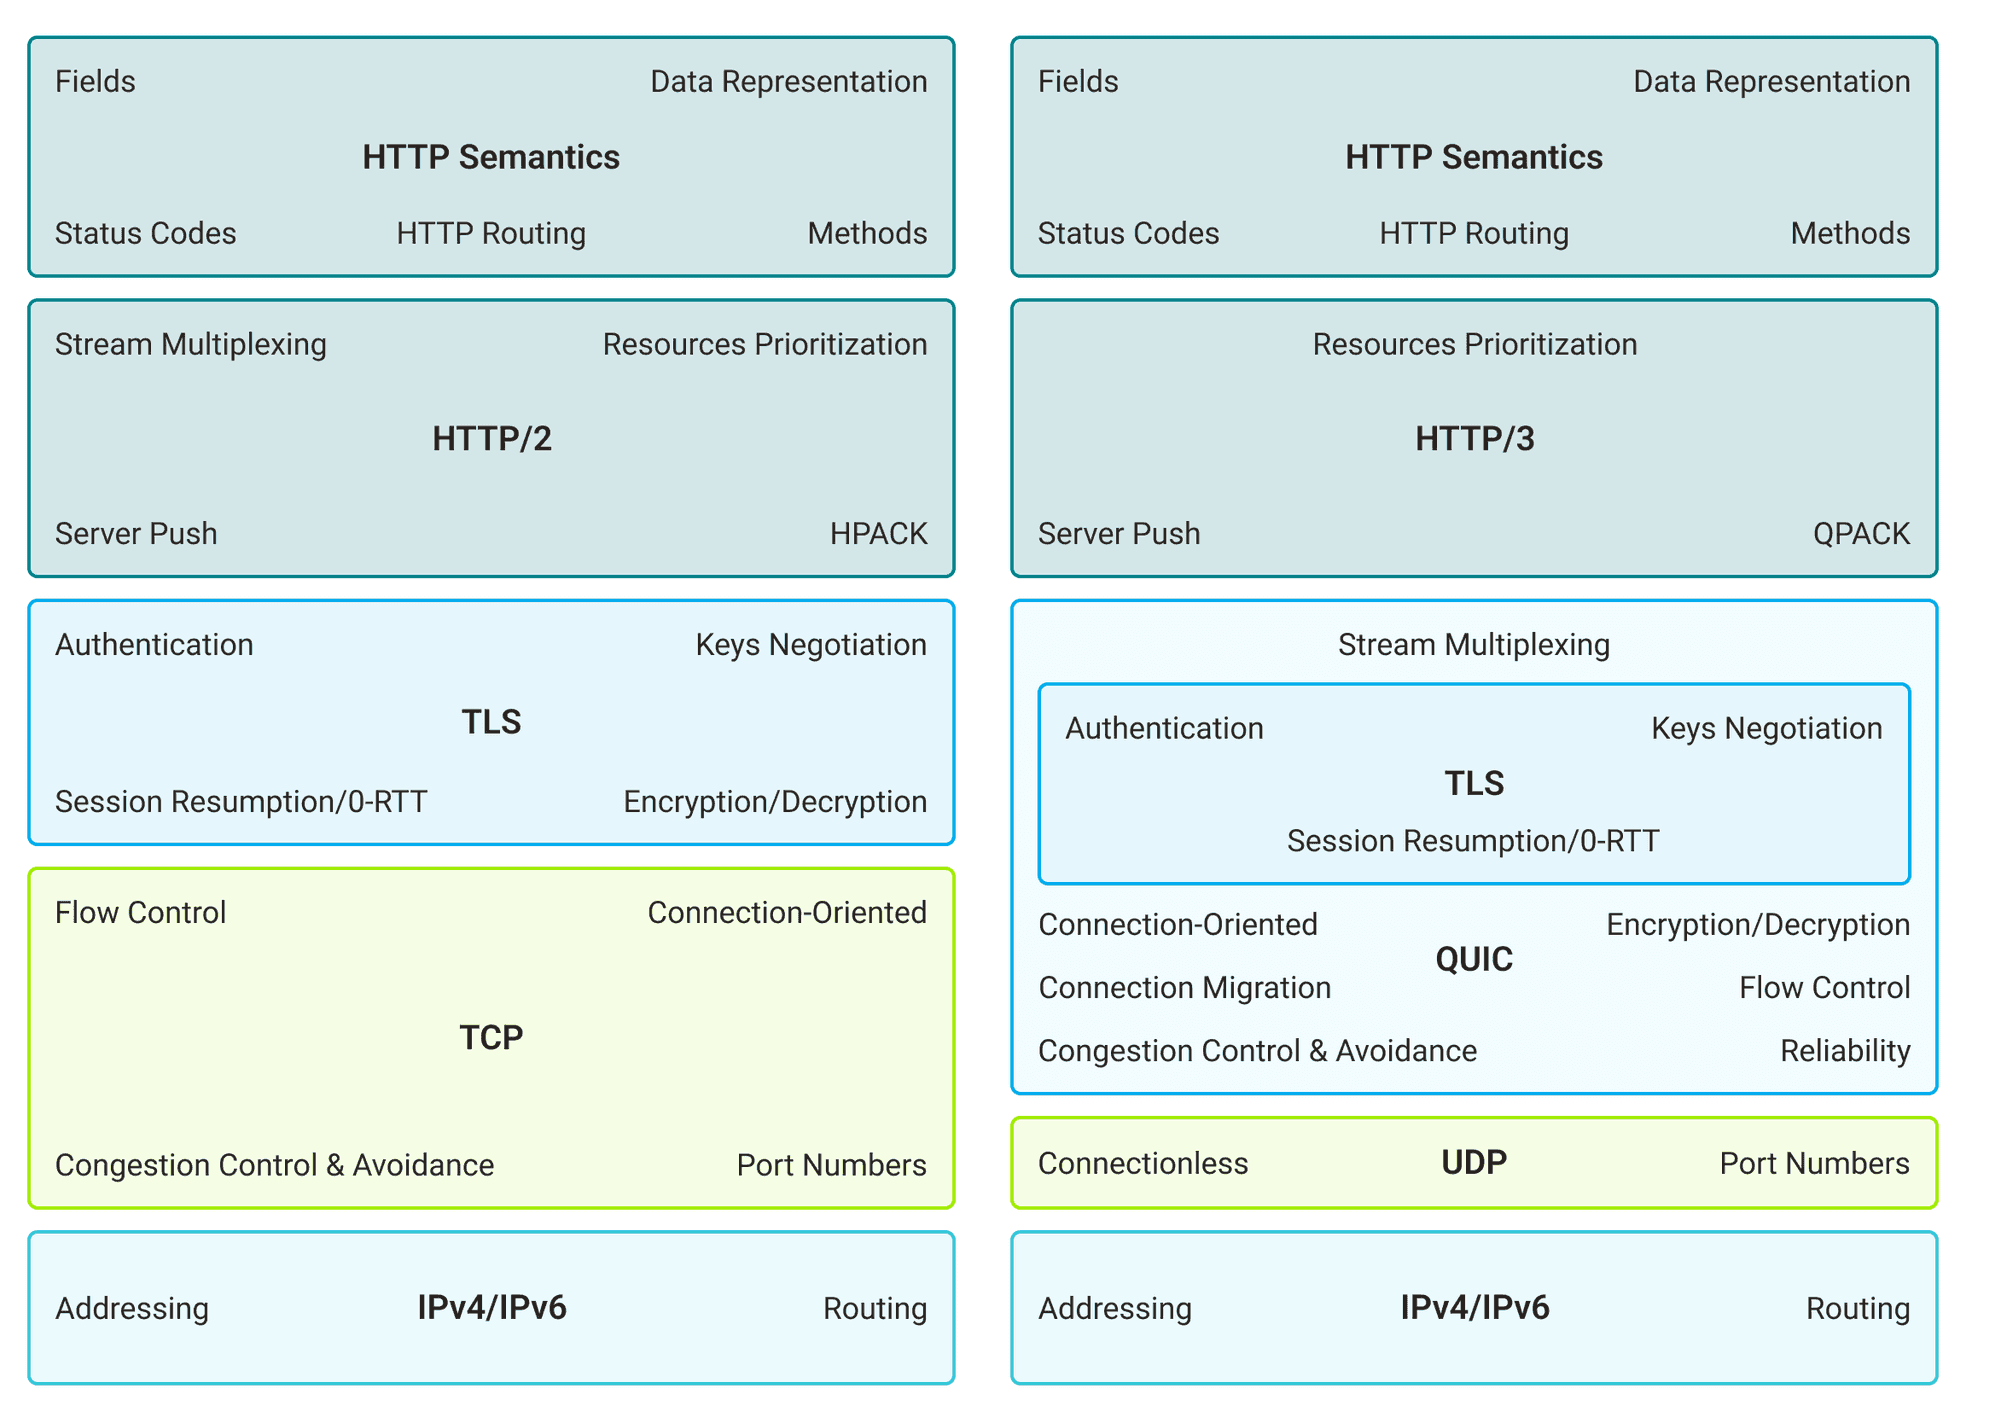 Fields Data Representation
HTTP Semantics
Status Codes HTTP Routing Methods
Stream Multiplexing Resources Prioritization
HTTP/2
Server Push HPACK
Authentication Keys Negotiation
TLS
Session Resumption/0-RTT Encryption/Decryption
Flow Control Connection-Oriented
TCP
Congestion Control & Avoidance Port Numbers
Addressing IPv4/IPv6 Routing
Fields Data Representation
HTTP Semantics
Status Codes HTTP Routing Methods
Resources Prioritization
HTTP/3
Server Push QPACK
Stream Multiplexing
Authentication Keys Negotiation
TLS
Session Resumption/0-RTT
Connection-Oriented Encryption/Decryption
QUIC
Connection Migration Flow Control
Congestion Control & Avoidance Reliability
Connectionless UDP Port Numbers
Addressing IPv4/IPv6 Routing